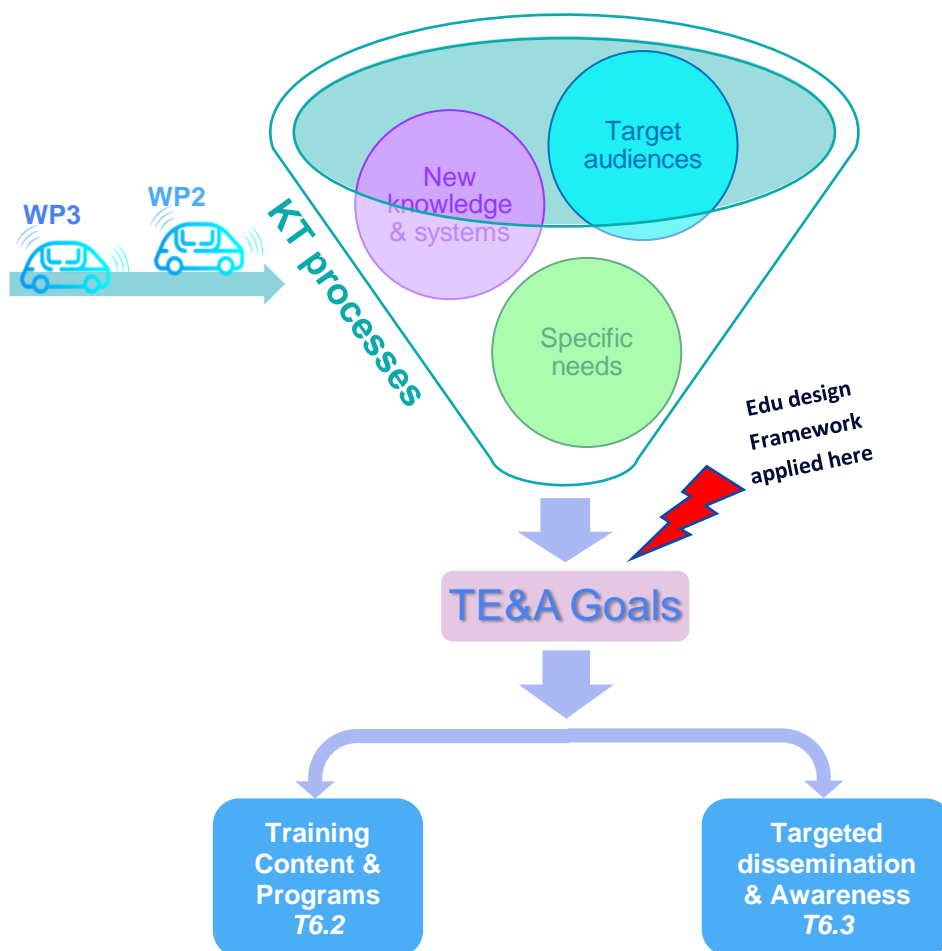 Target
audiences
New
knowledge
& systems
WP3
WP2
KT processes
Specific
needs
Edu design
Framework
applied here
TE&A Goals
Training
Content &
Programs
T6.2
Targeted
dissemination
& Awareness
T6.3